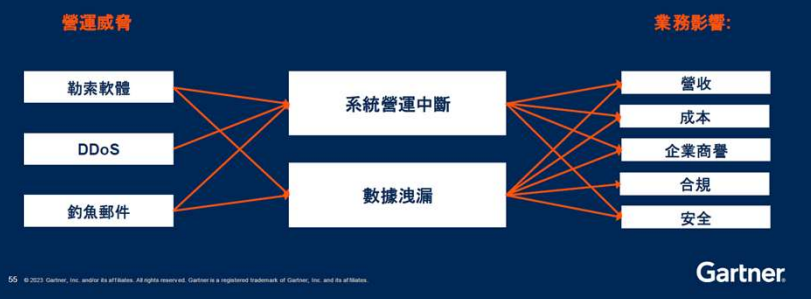 營運威脅
業務影響:
勒索軟體
DDoS
釣魚郵件
系統營運中斷
數據洩漏
營收
成本
企業商譽
合規
安全
55 © 2023 Gartner, Inc. and/or its affiliates. All rights reserved. Gartner is a registered trademark of Gartner, Inc. and its affiliates.
Gartner